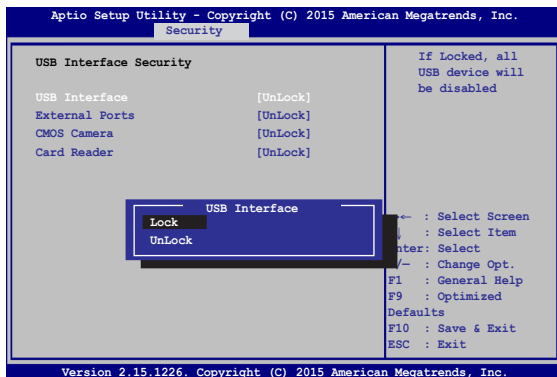 Aptio Setup Utility - Copyright (C) 2015 American Megatrends, Inc.
Security
USB Interface Security
USB Interface [UnLock]
External Ports [UnLock]
CMOS Camera [UnLock]
Card Reader [UnLock]
If Locked, all
USB device will
be disabled
USB Interface
Lock
UnLock
← : Select Screen
: Select Item
nter: Select
/— : Change Opt.
F1 : General Help
F9 : Optimized
Defaults
F10 : Save & Exit
ESC : Exit
Version 2.15.1226. Copyright (C) 2015 American Megatrends, Inc.